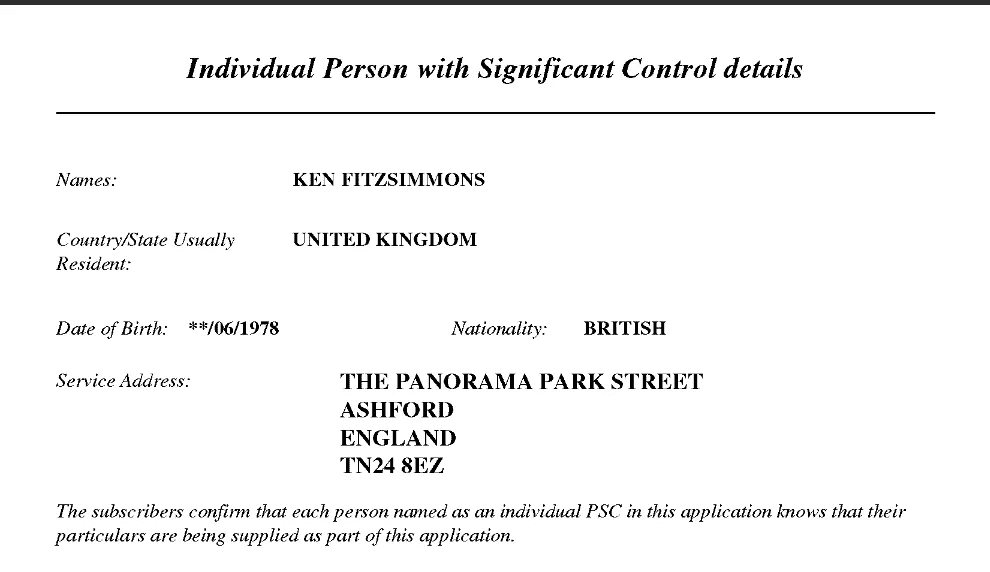 Individual Person with Significant Control details
Names: KEN FITZSIMMONS
Country/State Usually UNITED KINGDOM
Resident:
Date of Birth: **/06/1978 Nationality: BRITISH
Service Address: THE PANORAMA PARK STREET
ASHFORD
ENGLAND
TN24 8EZ
The subscribers confirm that each person named as an individual PSC in this application knows that their
particulars are being supplied as part of this application.